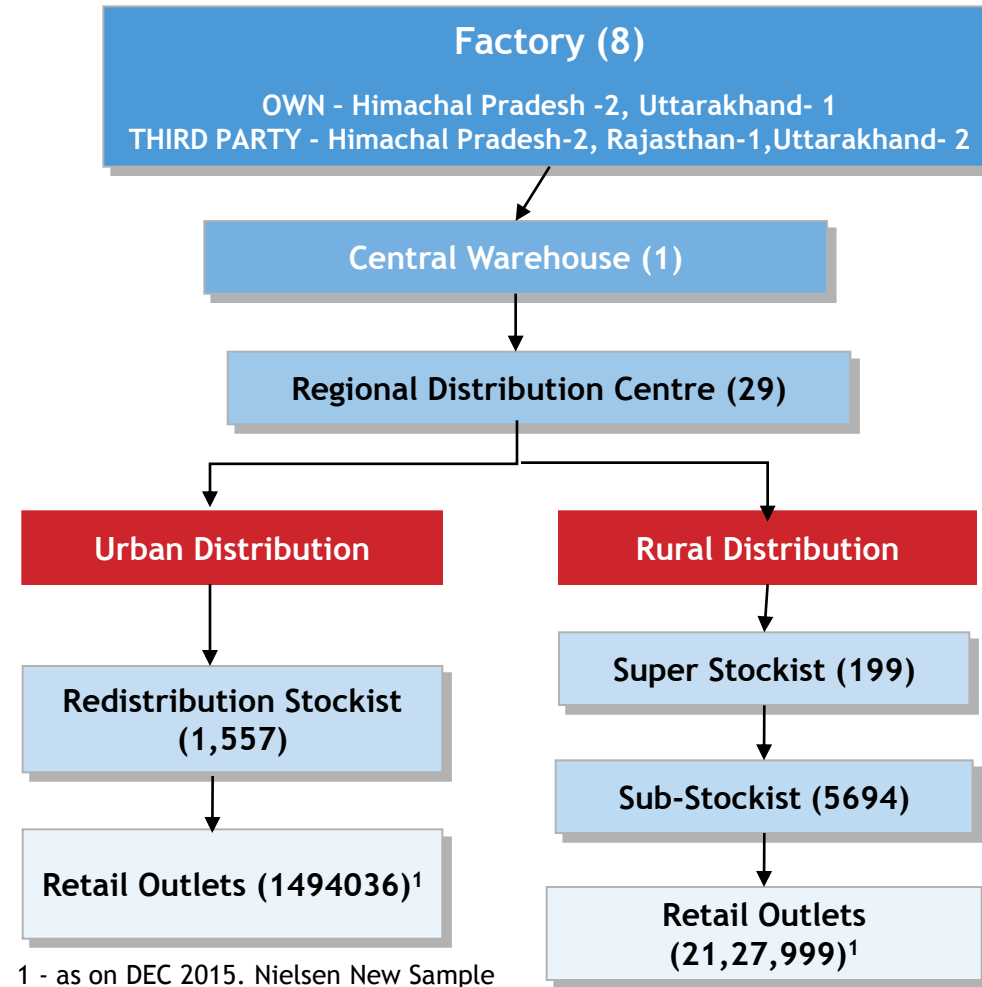 Factory (8)
OWN – Himachal Pradesh -2, Uttarakhand- 1
THIRD PARTY - Himachal Pradesh-2, Rajasthan-1,Uttarakhand- 2
Central Warehouse (1)
Regional Distribution Centre (29)
Urban Distribution
Redistribution Stockist
(1,557)
Retail Outlets (1494036)¹
Rural Distribution
Super Stockist (199)
Sub-Stockist (5694)
Retail Outlets
(21,27,999)¹
1 - as on DEC 2015. Nielsen New Sample